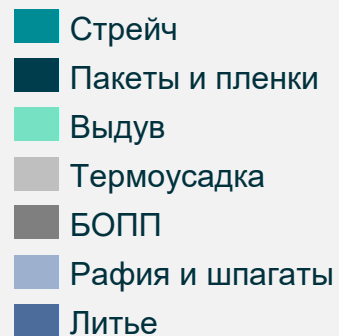 Стрейч
Пакеты и пленки
Выдув
Термоусадка
БОПП
Рафия и шпагаты
Литье